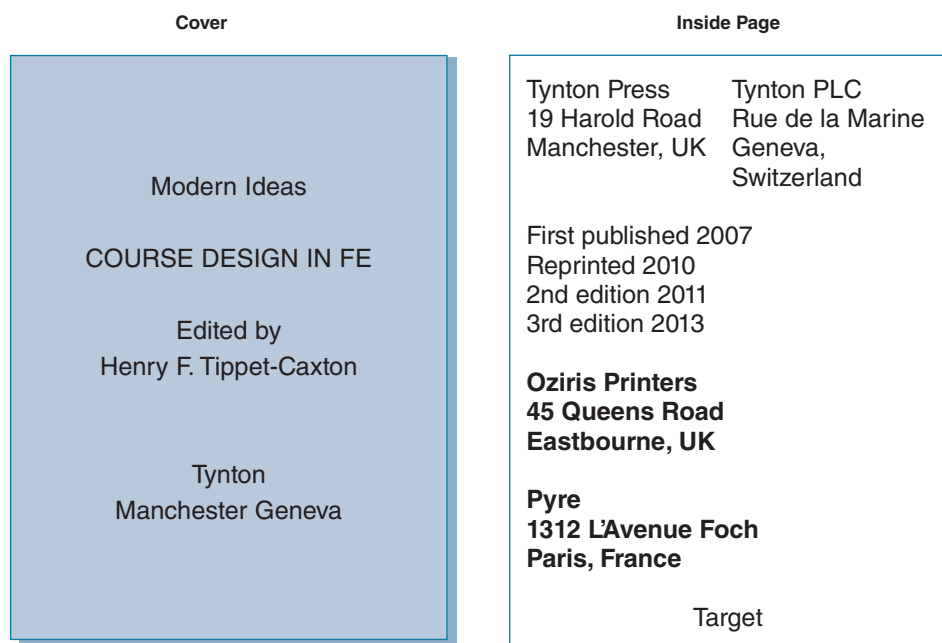 Cover
Modern Ideas
COURSE DESIGN IN FE
Edited by
Henry F. Tippet-Caxton
Tynton
Manchester Geneva
Inside Page
Tynton Press
19 Harold Road
Manchester, UK
Tynton PLC
Rue de la Marine
Geneva,
Switzerland
First published 2007
Reprinted 2010
2nd edition 2011
3rd edition 2013
Oziris Printers
45 Queens Road
Eastbourne, UK
Pyre
1312 L'Avenue Foch
Paris, France
Target